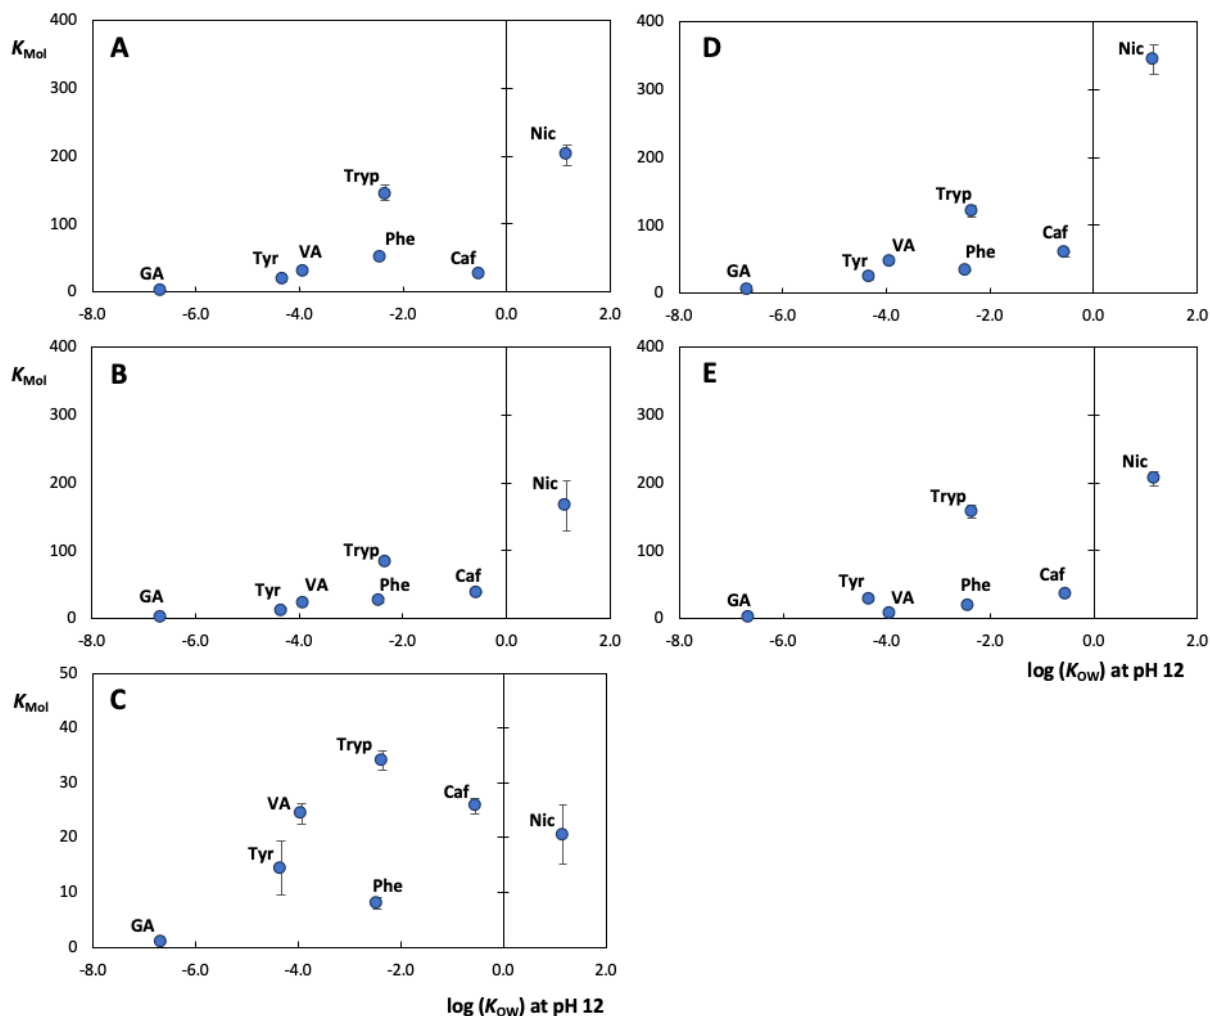 A
K_Mol
400
300
200
100
0
-8.0 -6.0 -4.0 -2.0 0.0 2.0
GA
Tyr
VA
Tryp
Phe
Caf
Nic
D
400
300
200
100
0
-8.0 -6.0 -4.0 -2.0 0.0 2.0
GA
Tyr
VA
Tryp
Phe
Caf
Nic
B
K_Mol
400
300
200
100
0
-8.0 -6.0 -4.0 -2.0 0.0 2.0
GA
Tyr
VA
Tryp
Phe
Caf
Nic
E
400
300
200
100
0
-8.0 -6.0 -4.0 -2.0 0.0 2.0
GA
Tyr
VA
Tryp
Phe
Caf
Nic
log (K_OW) at pH 12
C
K_Mol
50
40
30
20
10
0
-8.0 -6.0 -4.0 -2.0 0.0 2.0
GA
Tyr
VA
Tryp
Phe
Caf
Nic
log (K_OW) at pH 12